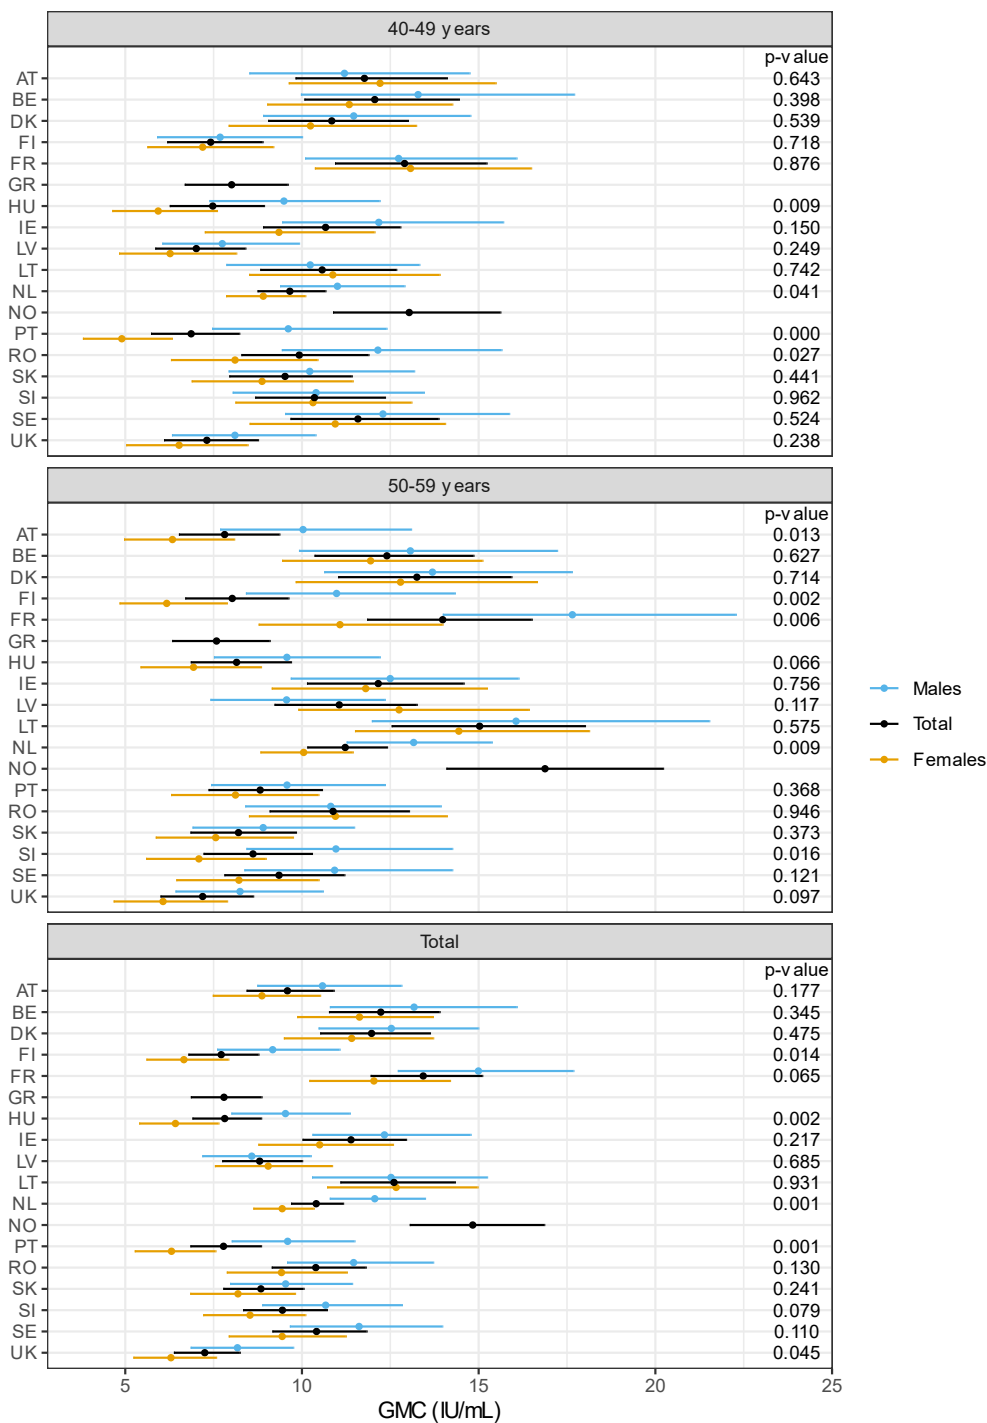 40-49 years
p-value
AT 0.643
BE 0.398
DK 0.539
FI 0.718
FR 0.876
GR
HU 0.009
IE 0.150
LV 0.249
LT 0.742
NL 0.041
NO
PT 0.000
RO 0.027
SK 0.441
SI 0.962
SE 0.524
UK 0.238
50-59 years
p-value
AT 0.013
BE 0.627
DK 0.714
FI 0.002
FR 0.006
GR
HU 0.066
IE 0.756
LV 0.117
LT 0.575
NL 0.009
NO
PT 0.368
RO 0.946
SK 0.373
SI 0.016
SE 0.121
UK 0.097
Males
Total
Females
Total
p-value
AT 0.177
BE 0.345
DK 0.475
FI 0.014
FR 0.065
GR
HU 0.002
IE 0.217
LV 0.685
LT 0.931
NL 0.001
NO
PT 0.001
RO 0.130
SK 0.241
SI 0.079
SE 0.110
UK 0.045
5 10 15 20 25
GMC (IU/mL)